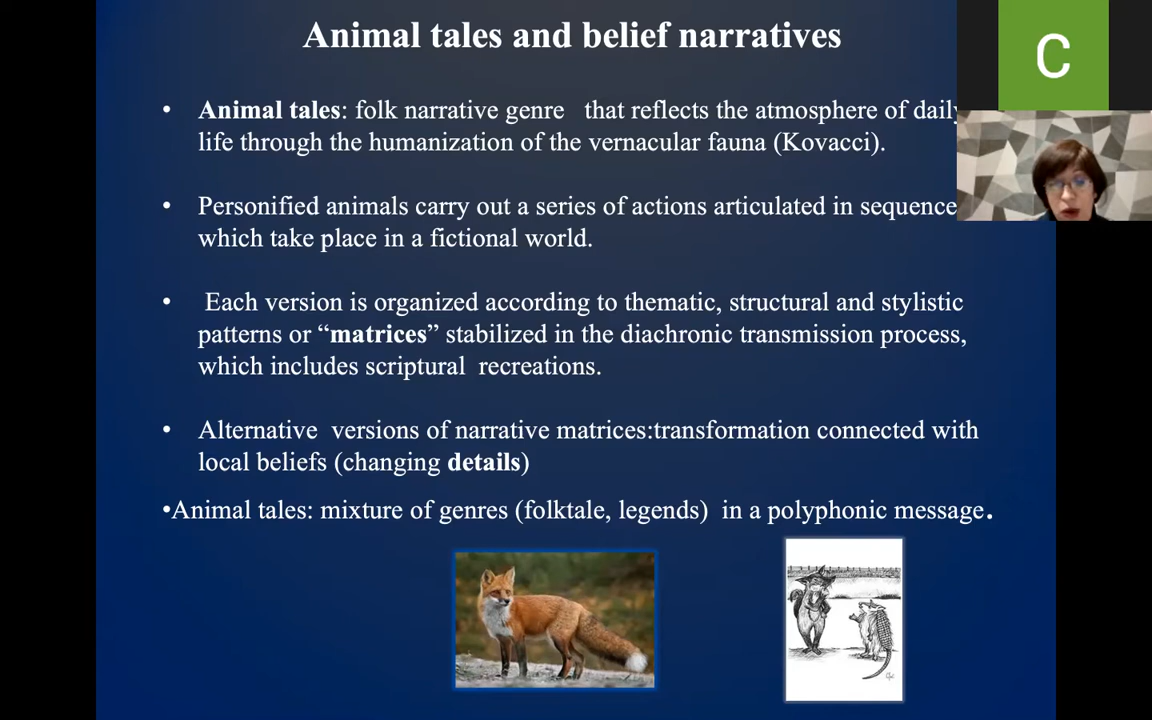 Animal tales and belief narratives
C
• Animal tales: folk narrative genre that reflects the atmosphere of daily
life through the humanization of the vernacular fauna (Kovacci).
• Personified animals carry out a series of actions articulated in sequence
which take place in a fictional world.
• Each version is organized according to thematic, structural and stylistic
patterns or “matrices” stabilized in the diachronic transmission process,
which includes scriptural recreations.
• Alternative versions of narrative matrices:transformation connected with
local beliefs (changing details)
•Animal tales: mixture of genres (folktale, legends) in a polyphonic message.